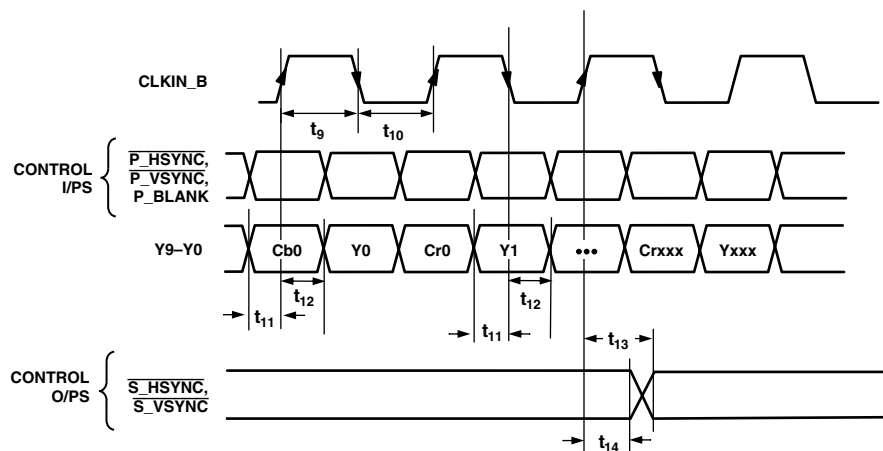 CLKIN_B
t9
t10
CONTROL
I/PS
P_HSYNC,
P_VSYNC,
P_BLANK
Y9–Y0
Cb0
Y0
Cr0
Y1
•••
Crxxx
Yxxx
t12
t12
t11
t11
t13
CONTROL
O/PS
S_HSYNC,
S_VSYNC
t14